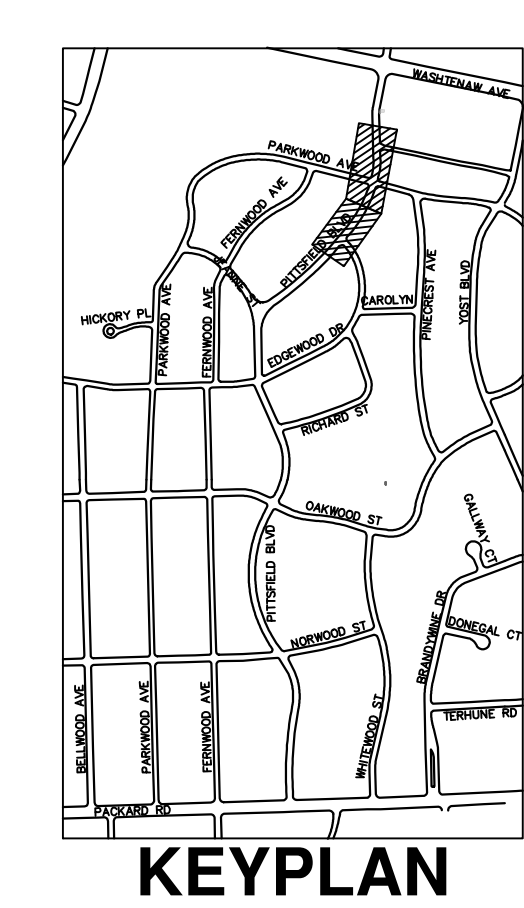 WASHTENAW AVE
PARKWOOD AVE
FERNWOOD AVE
PITTSFIELD BLVD
JEANNE ST
CAROLYN
PINECREST AVE
YOST BLVD
HICKORY PL
PARKWOOD AVE
FERNWOOD AVE
EDGEWOOD DR
RICHARD ST
OAKWOOD ST
GALLWAY CT
PITTSFIELD BLVD
NORWOOD ST
BRANDYWINE DR
DONEGAL CT
BELLWOOD AVE
PARKWOOD AVE
FERNWOOD AVE
WHITEWOOD ST
TERHUNE RD
PACKARD RD
KEYPLAN